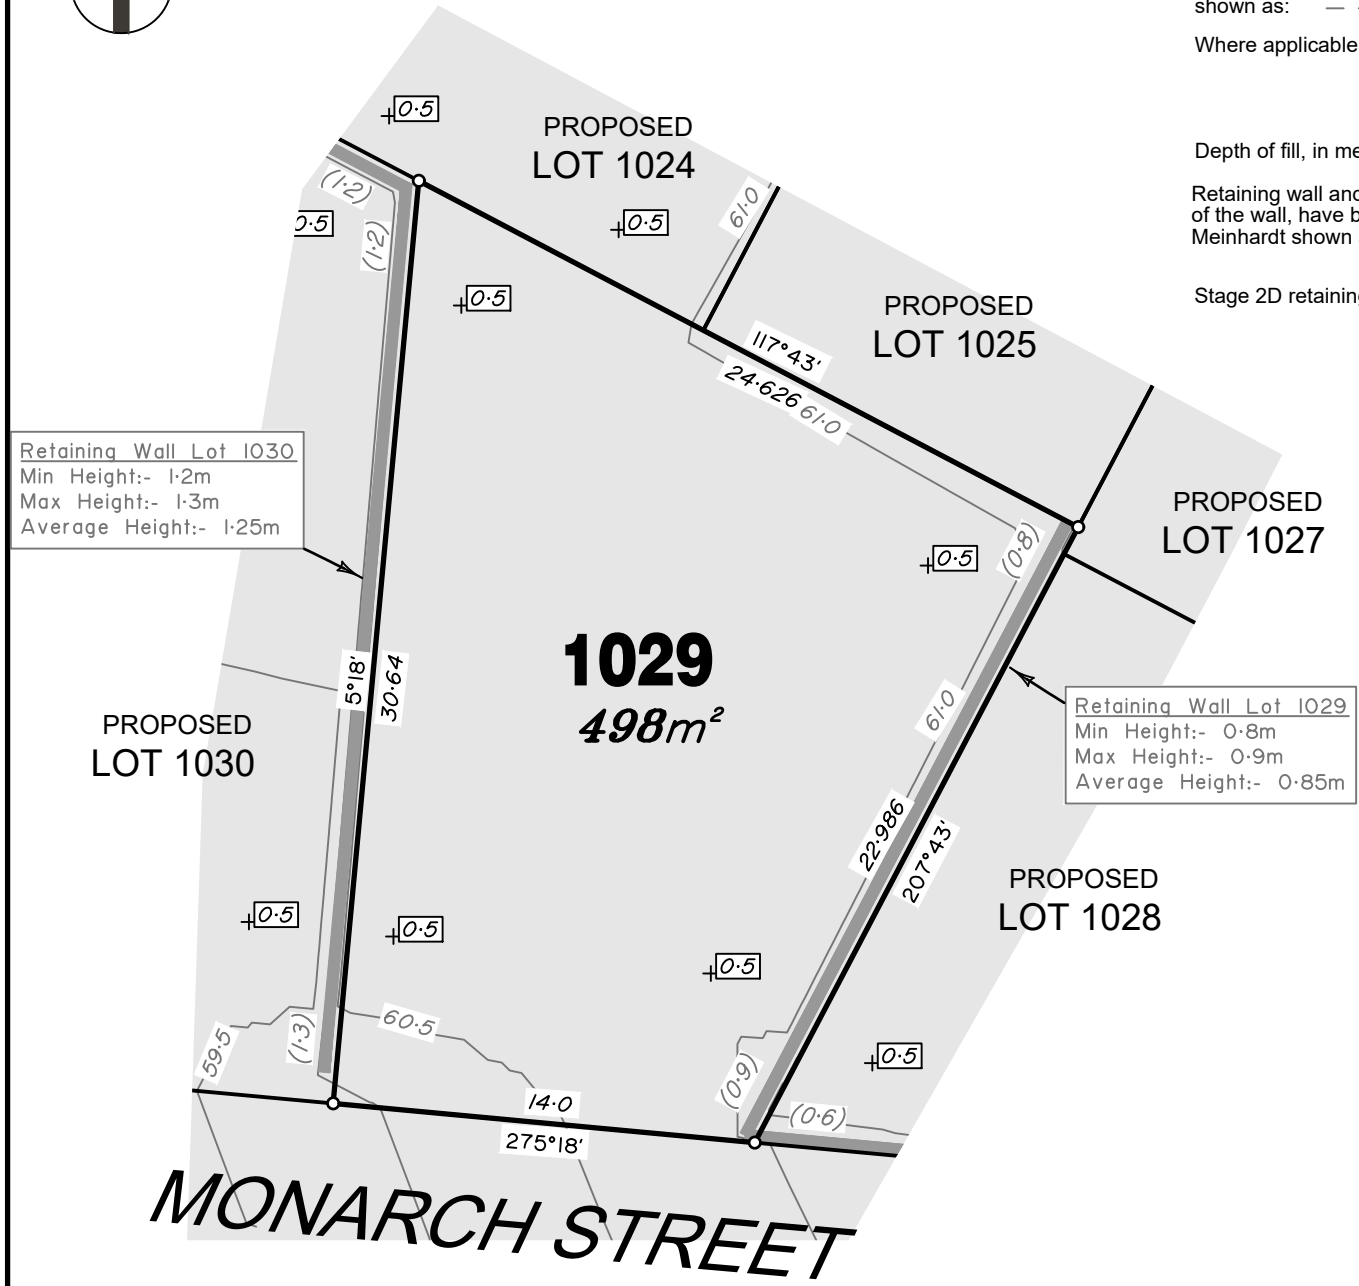 shown as:
Where applicable
Depth of fill, in me
Retaining wall and
of the wall, have b
Meinhardt shown
Stage 2D retaining
0·5
PROPOSED
LOT 1024
(1·2)
(1·2)
0·5
0·5
61·0
0·5
PROPOSED
LOT 1025
117°43'
24·626
61·0
Retaining Wall Lot 1030
Min Height:- 1·2m
Max Height:- 1·3m
Average Height:- 1·25m
PROPOSED
LOT 1027
(0·8)
0·5
1029
498m²
5°18'
30·64
61·0
PROPOSED
LOT 1030
Retaining Wall Lot 1029
Min Height:- 0·8m
Max Height:- 0·9m
Average Height:- 0·85m
22·986
207°43'
PROPOSED
LOT 1028
0·5
0·5
0·5
60·5
59·5
(1·3)
0·5
(0·9)
(0·6)
14·0
275°18'
MONARCH STREET